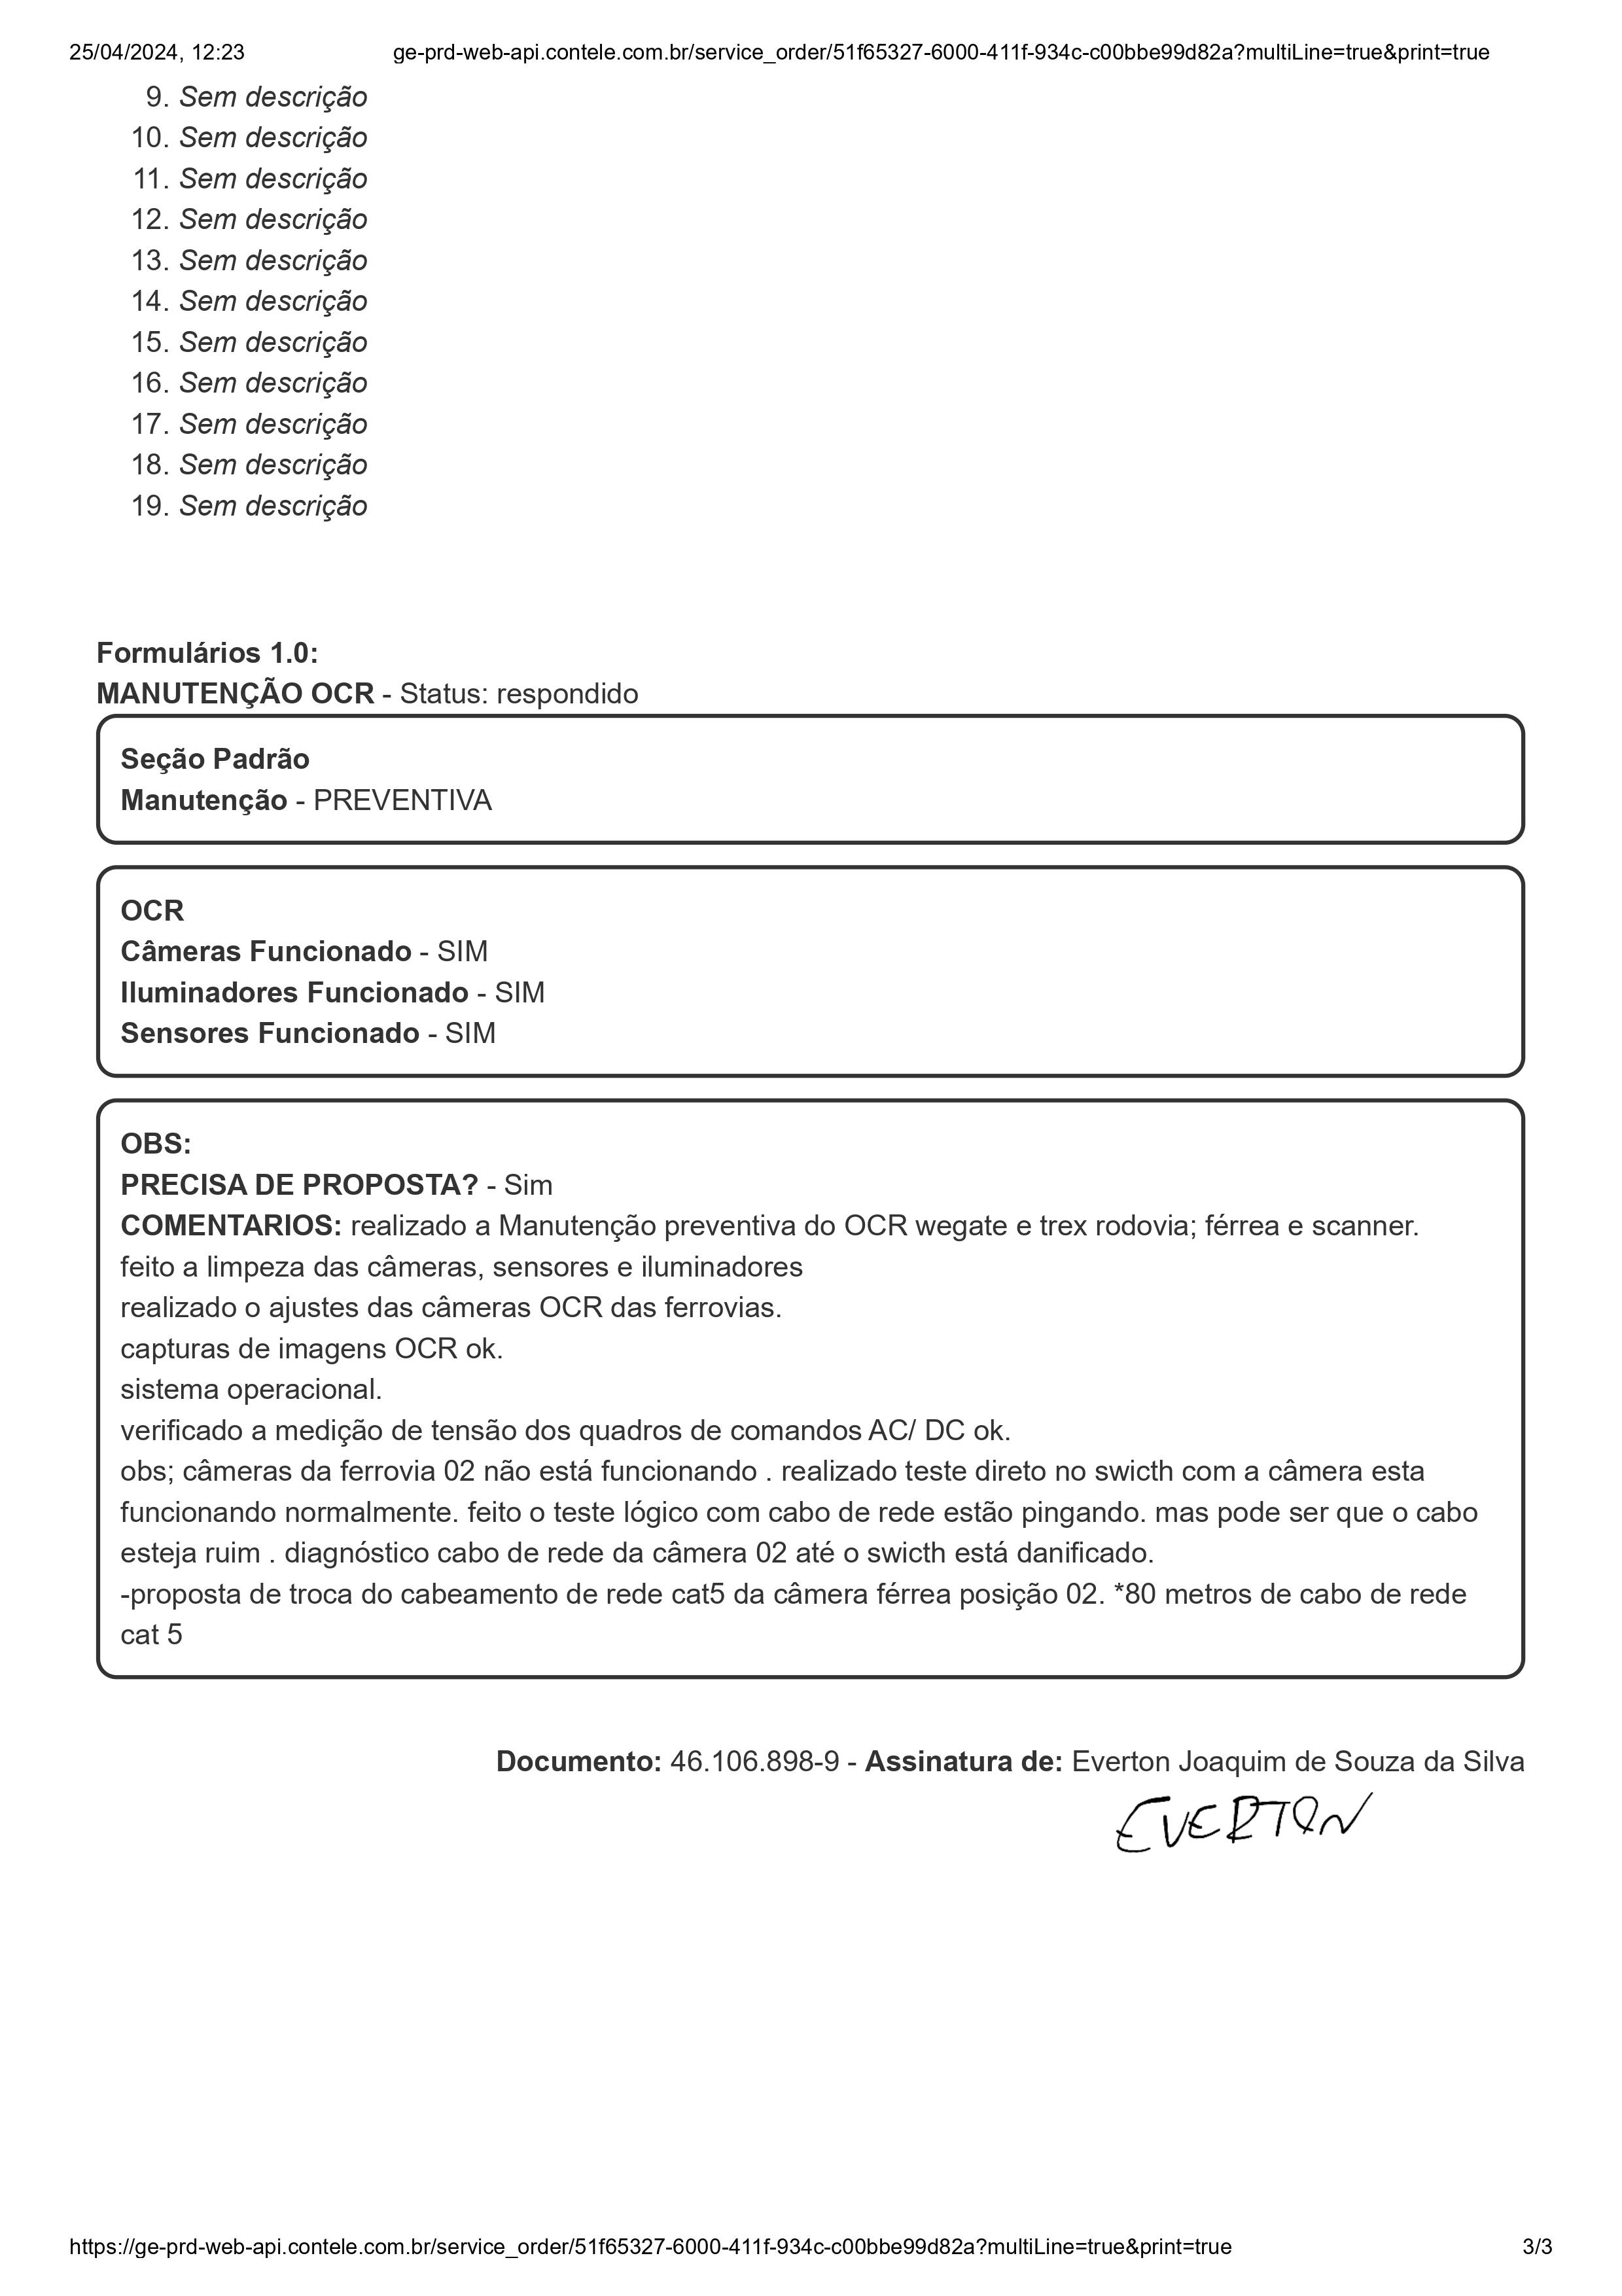 25/04/2024, 12:23 ge-prd-web-api.contele.com.br/service_order/51f65327-6000-411f-934c-c00bbe99d82a?multiLine=true&print=true
9. Sem descrição
10. Sem descrição
11. Sem descrição
12. Sem descrição
13. Sem descrição
14. Sem descrição
15. Sem descrição
16. Sem descrição
17. Sem descrição
18. Sem descrição
19. Sem descrição
Formulários 1.0:
MANUTENÇÃO OCR - Status: respondido
Seção Padrão
Manutenção - PREVENTIVA
OCR
Câmeras Funcionado - SIM
Iluminadores Funcionado - SIM
Sensores Funcionado - SIM
OBS:
PRECISA DE PROPOSTA? - Sim
COMENTARIOS: realizado a Manutenção preventiva do OCR wegate e trex rodovia; férrea e scanner.
feito a limpeza das câmeras, sensores e iluminadores
realizado o ajustes das câmeras OCR das ferrovias.
capturas de imagens OCR ok.
sistema operacional.
verificado a medição de tensão dos quadros de comandos AC/ DC ok.
obs; câmeras da ferrovia 02 não está funcionando . realizado teste direto no swicth com a câmera esta
funcionando normalmente. feito o teste lógico com cabo de rede estão pingando. mas pode ser que o cabo
esteja ruim . diagnóstico cabo de rede da câmera 02 até o swicth está danificado.
-proposta de troca do cabeamento de rede cat5 da câmera férrea posição 02. *80 metros de cabo de rede
cat 5
Documento: 46.106.898-9 - Assinatura de: Everton Joaquim de Souza da Silva
EVERTON
https://ge-prd-web-api.contele.com.br/service_order/51f65327-6000-411f-934c-c00bbe99d82a?multiLine=true&print=true 3/3